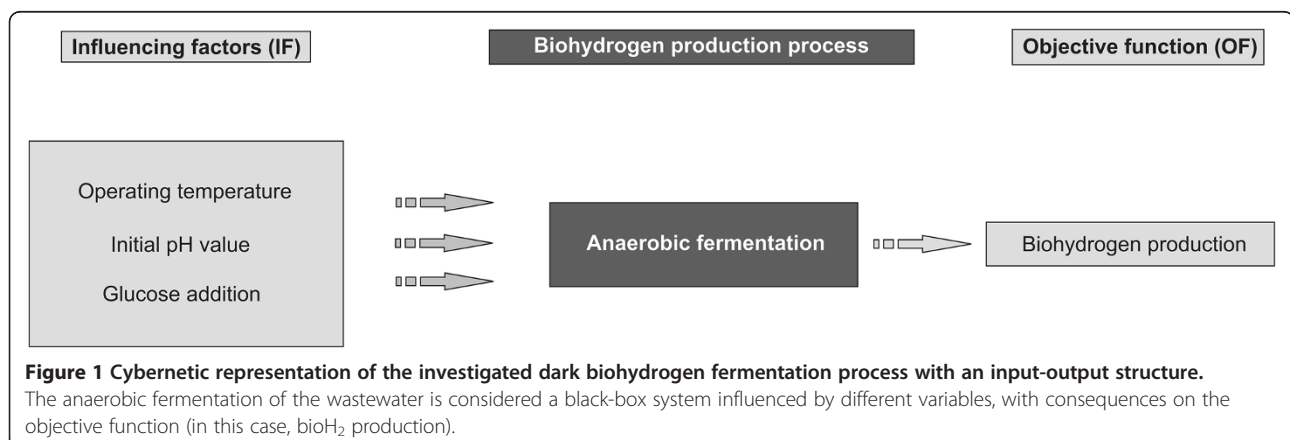 Influencing factors (IF)
Biohydrogen production process
Objective function (OF)
Operating temperature
Initial pH value
Glucose addition
Anaerobic fermentation
Biohydrogen production
Figure 1 Cybernetic representation of the investigated dark biohydrogen fermentation process with an input-output structure.
The anaerobic fermentation of the wastewater is considered a black-box system influenced by different variables, with consequences on the
objective function (in this case, bioH₂ production).